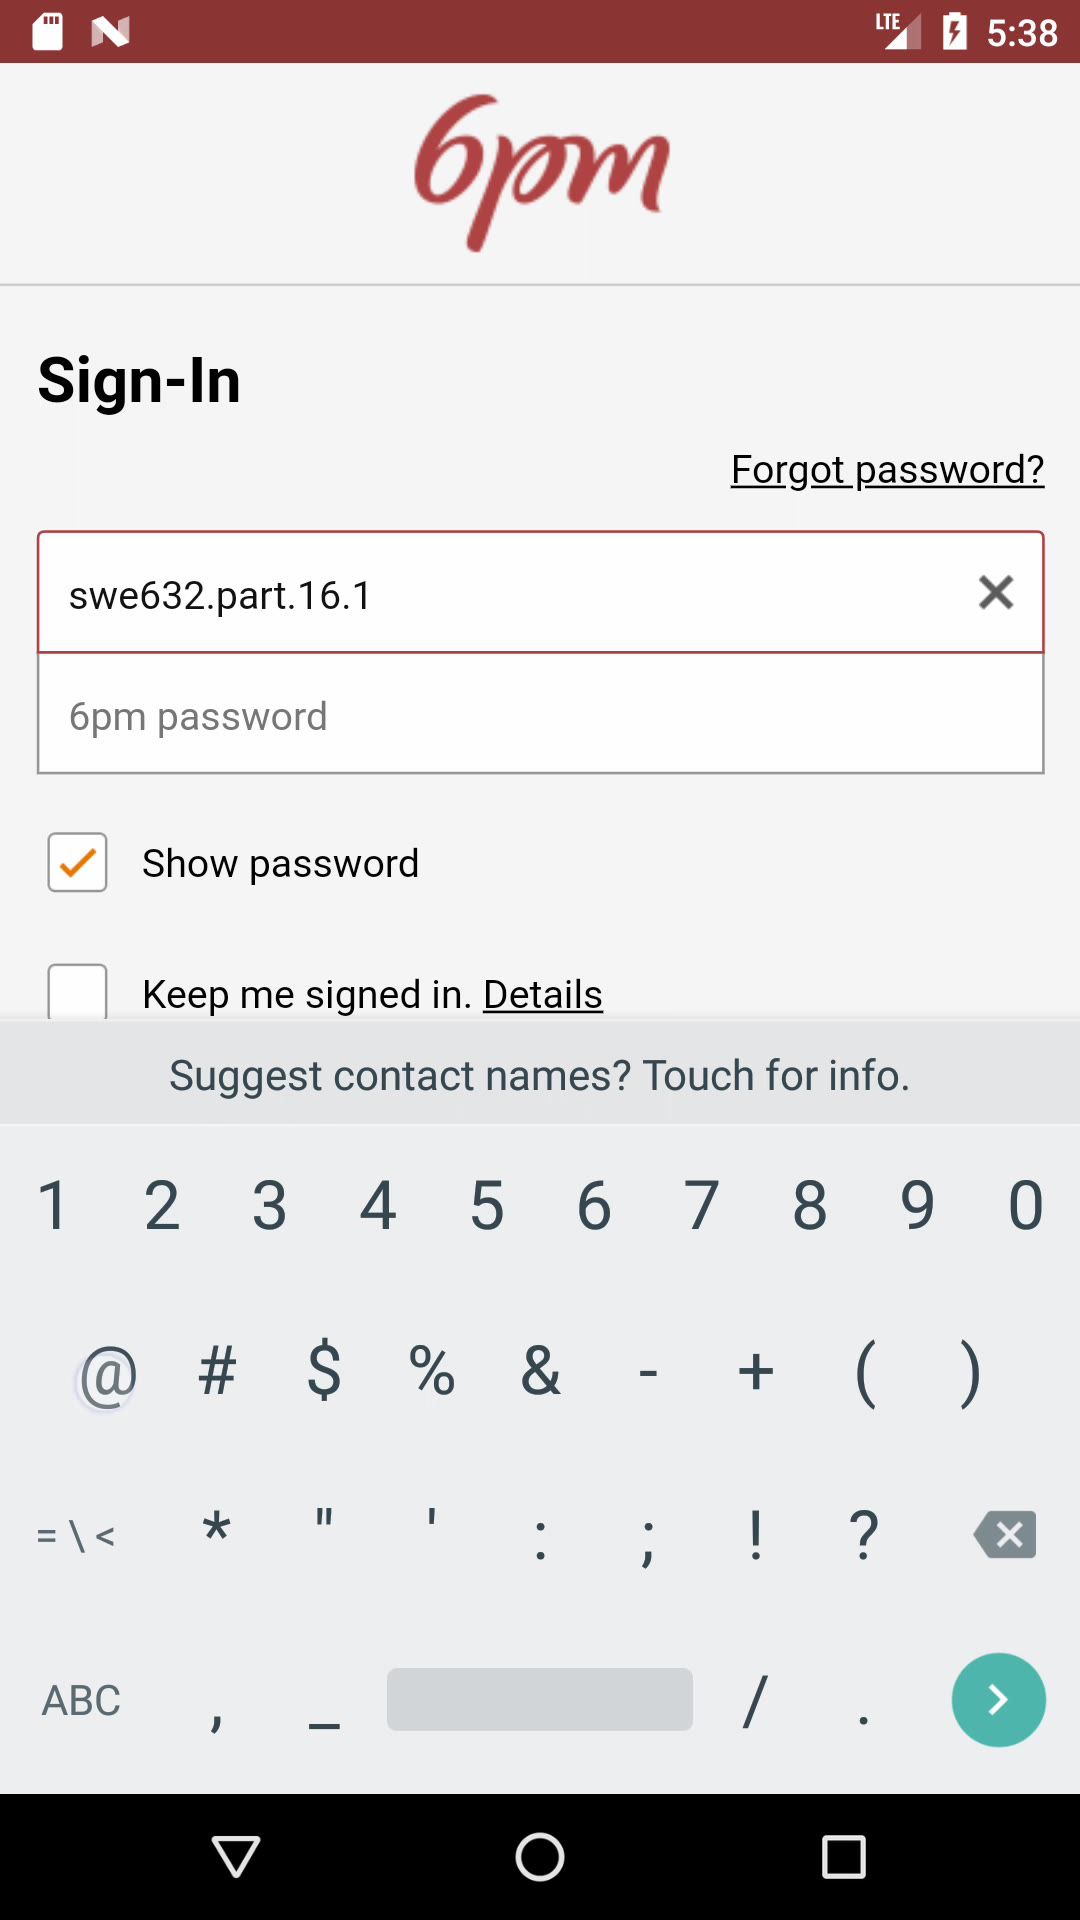 LTE 5:38
6pm
Sign-In
Forgot password?
swe632.part.16.1
6pm password
Show password
Keep me signed in. Details
Suggest contact names? Touch for info.
1 2 3 4 5 6 7 8 9 0
@ # $ % & - + ( )
= \ < * " ' : ; ! ?
ABC , _ / .